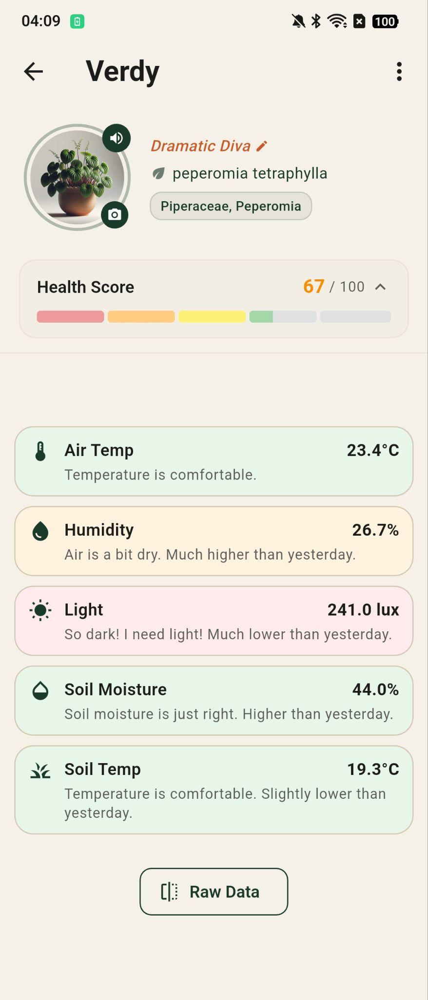 04:09
100
Verdy
Dramatic Diva
peperomia tetraphylla
Piperaceae, Peperomia
Health Score
67 / 100
Air Temp
23.4°C
Temperature is comfortable.
Humidity
26.7%
Air is a bit dry. Much higher than yesterday.
Light
241.0 lux
So dark! I need light! Much lower than yesterday.
Soil Moisture
44.0%
Soil moisture is just right. Higher than yesterday.
Soil Temp
19.3°C
Temperature is comfortable. Slightly lower than
yesterday.
Raw Data